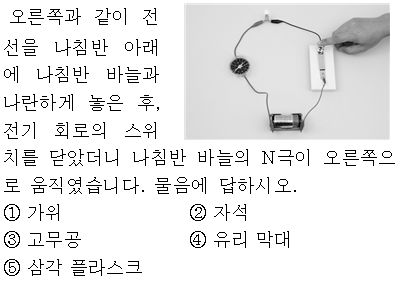 오른쪽과 같이 전
선을 나침반 아래
에 나침반 바늘과
나란하게 놓은 후,
전기 회로의 스위
치를 닫았더니 나침반 바늘의 N극이 오른쪽으
로 움직였습니다. 물음에 답하시오.
① 가위 ② 자석
③ 고무공 ④ 유리 막대
⑤ 삼각 플라스크